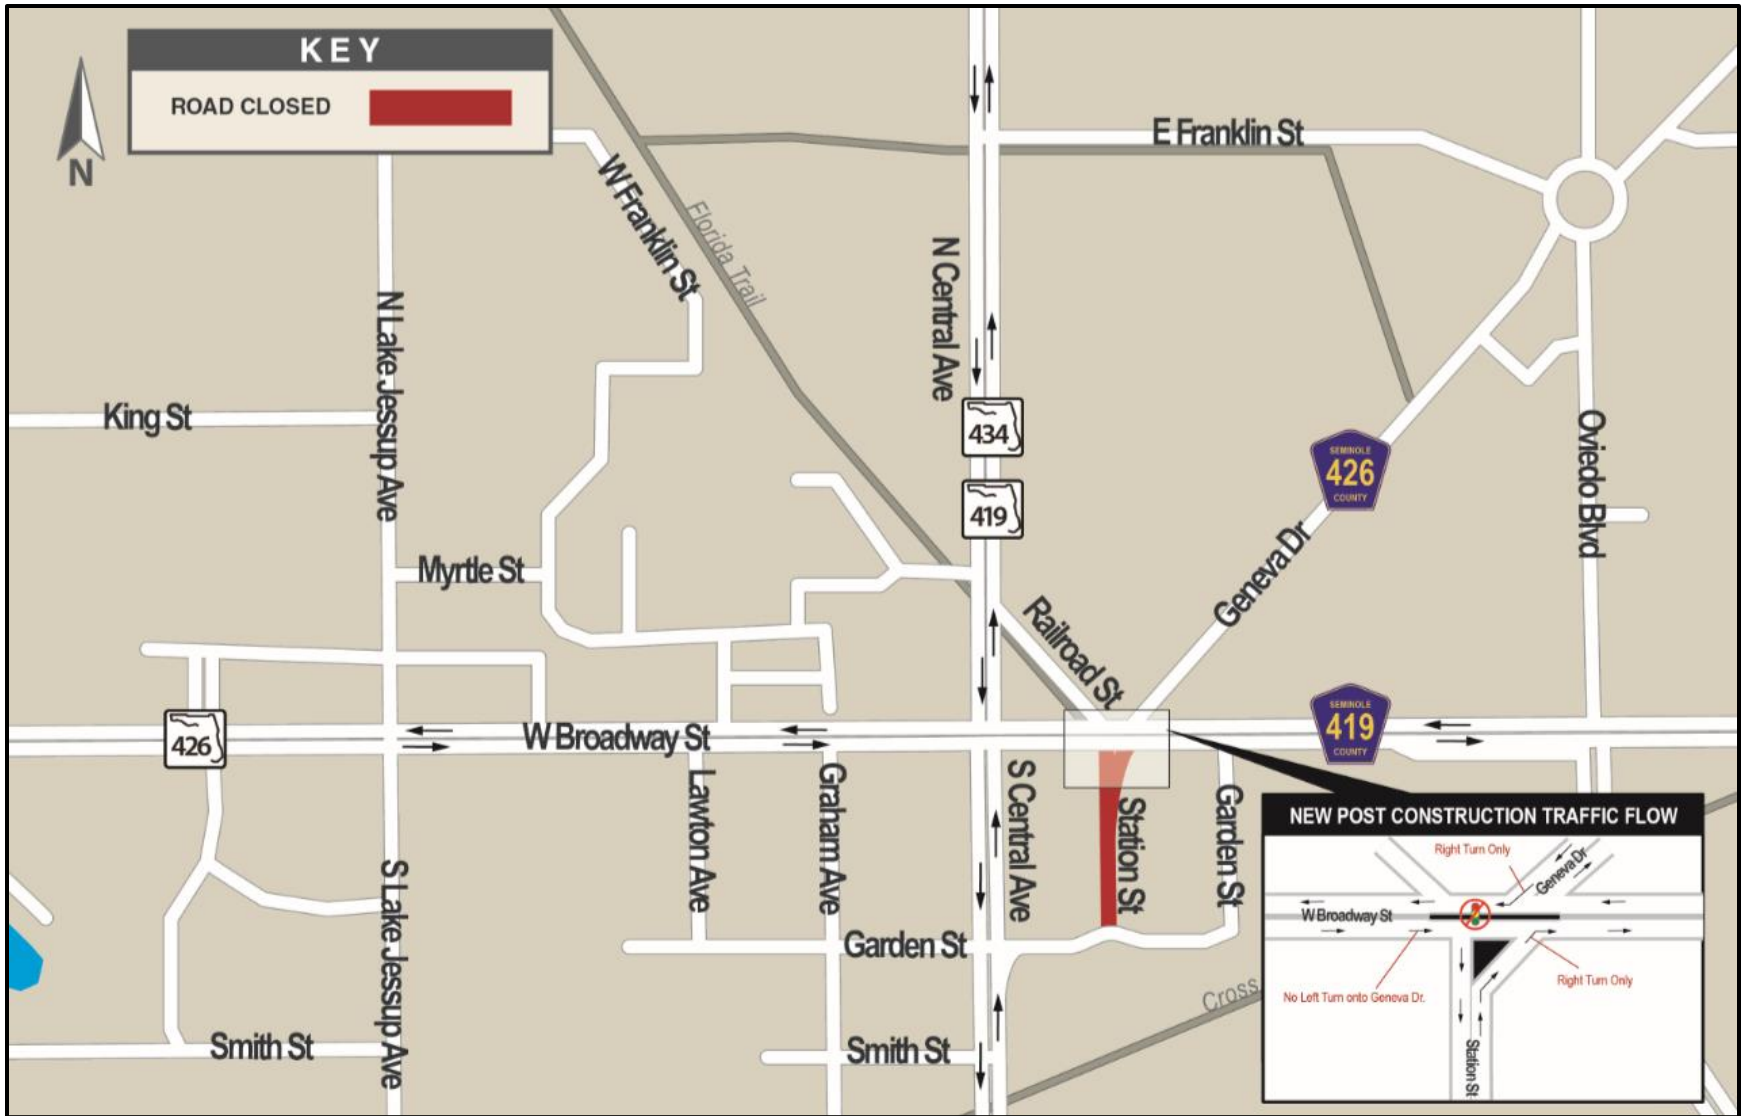 KEY
ROAD CLOSED
N
E Franklin St
W Franklin St
Florida Trail
N Central Ave
N Lake Jessup Ave
King St
434
SEMINOLE
426
COUNTY
Oviedo Blvd
419
Geneva Dr
Myrtle St
Railroad St
426
W Broadway St
SEMINOLE
419
COUNTY
Lawton Ave
Graham Ave
S Central Ave
Station St
Garden St
S Lake Jessup Ave
Garden St
Cross
Smith St
Smith St
NEW POST CONSTRUCTION TRAFFIC FLOW
Right Turn Only
Geneva Dr
W Broadway St
Right Turn Only
No Left Turn onto Geneva Dr.
Station St